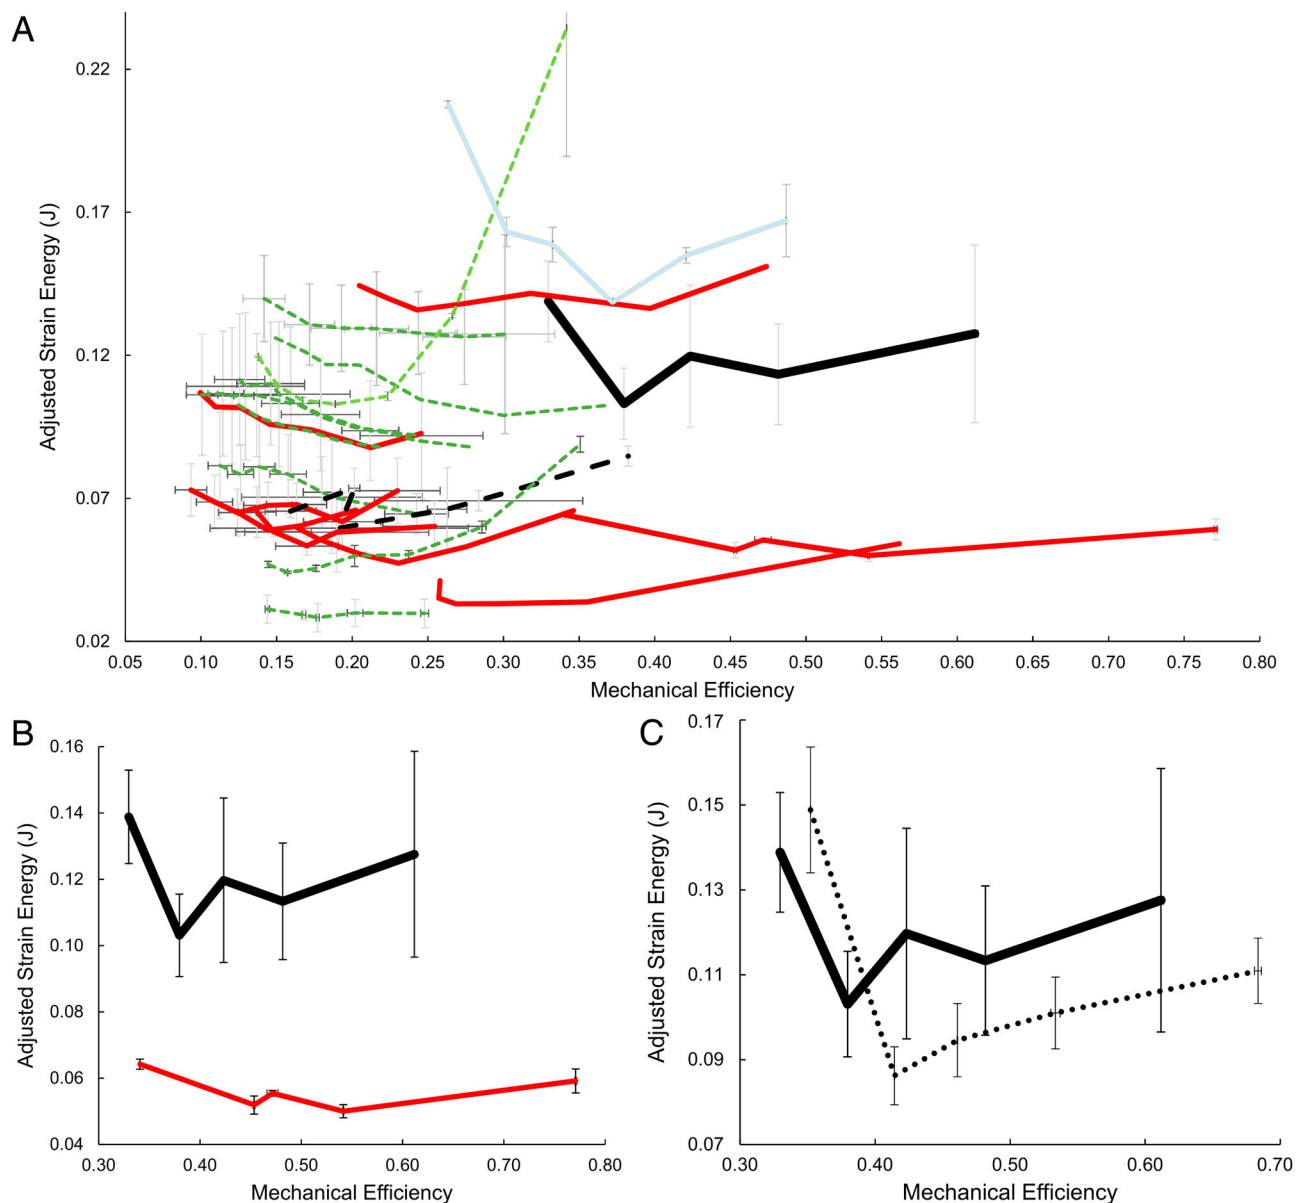 A
Adjusted Strain Energy (J)
0.22
0.17
0.12
0.07
0.02
0.05 0.10 0.15 0.20 0.25 0.30 0.35 0.40 0.45 0.50 0.55 0.60 0.65 0.70 0.75 0.80
Mechanical Efficiency
B
Adjusted Strain Energy (J)
0.16
0.14
0.12
0.10
0.08
0.06
0.04
0.30 0.40 0.50 0.60 0.70 0.80
Mechanical Efficiency
C
Adjusted Strain Energy (J)
0.17
0.15
0.13
0.11
0.09
0.07
0.30 0.40 0.50 0.60 0.70
Mechanical Efficiency